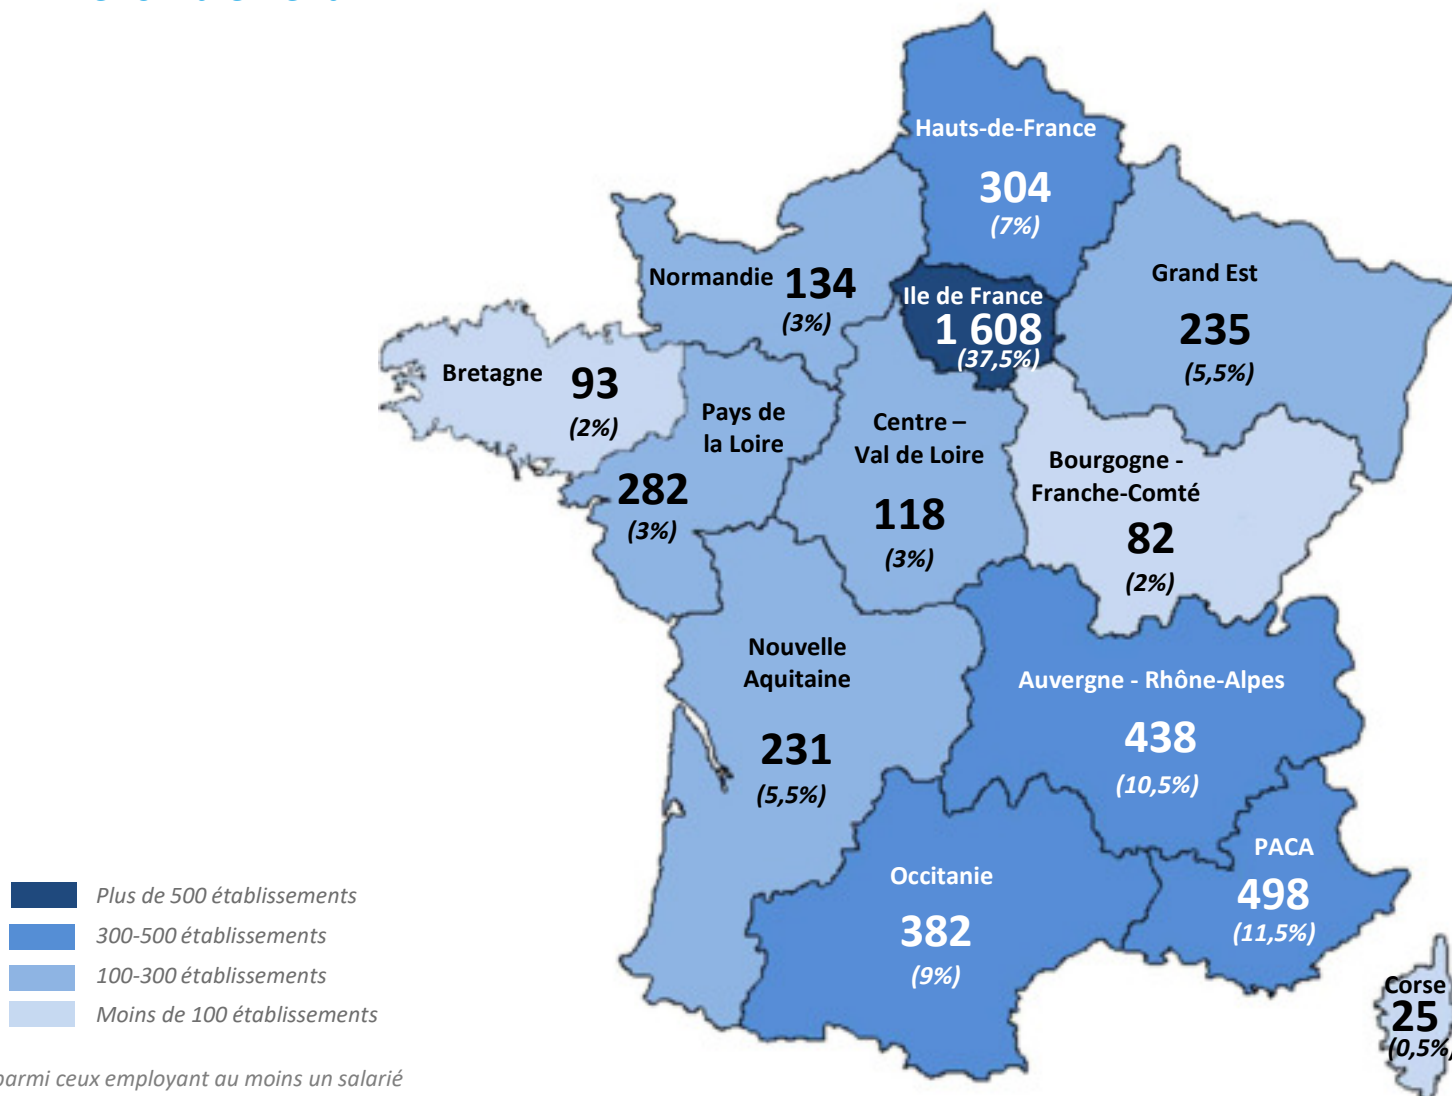 Hauts-de-France
304
(7%)
Normandie 134
(3%)
Ile de France
1 608
(37,5%)
Grand Est
235
(5,5%)
Bretagne 93
(2%)
Pays de
la Loire
282
(3%)
Centre –
Val de Loire
118
(3%)
Bourgogne -
Franche-Comté
82
(2%)
Nouvelle
Aquitaine
231
(5,5%)
Auvergne - Rhône-Alpes
438
(10,5%)
PACA
498
(11,5%)
Occitanie
382
(9%)
Corse
25
(0,5%)
Plus de 500 établissements
300-500 établissements
100-300 établissements
Moins de 100 établissements
parmi ceux employant au moins un salarié